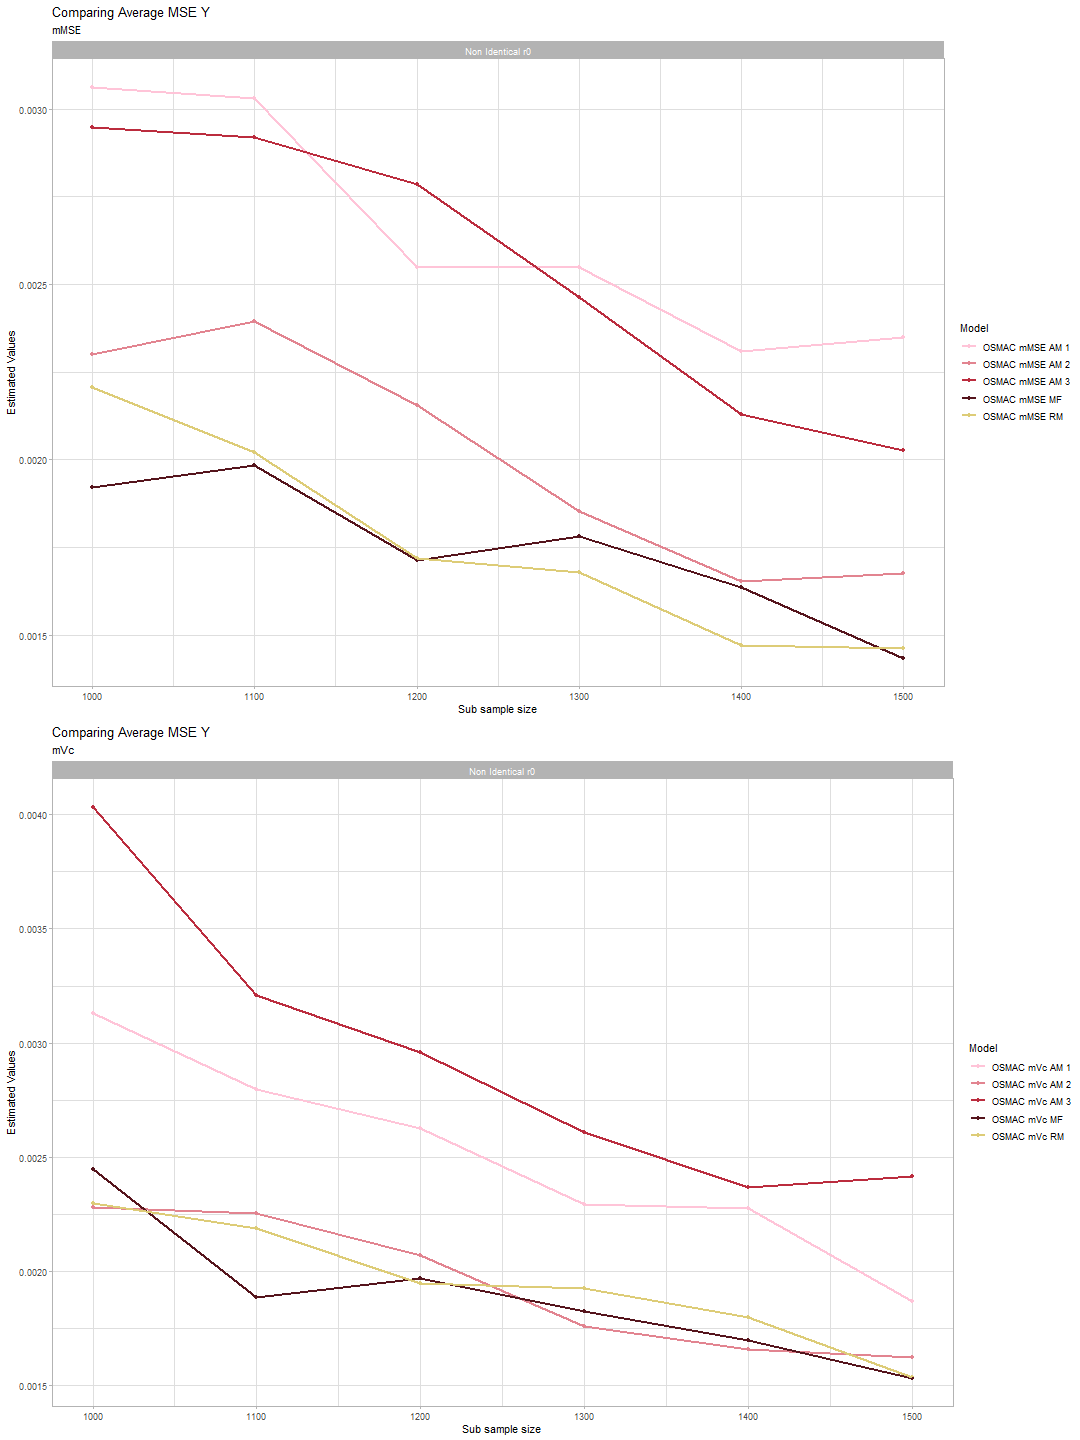 Comparing Average MSE Y
mMSE
Non Identical r0
0.0030
0.0025
0.0020
0.0015
Estimated Values
1000 1100 1200 1300 1400 1500
Sub sample size
Model
OSMAC mMSE AM 1
OSMAC mMSE AM 2
OSMAC mMSE AM 3
OSMAC mMSE MF
OSMAC mMSE RM
Comparing Average MSE Y
mVc
Non Identical r0
0.0040
0.0035
0.0030
0.0025
0.0020
0.0015
Estimated Values
1000 1100 1200 1300 1400 1500
Sub sample size
Model
OSMAC mVc AM 1
OSMAC mVc AM 2
OSMAC mVc AM 3
OSMAC mVc MF
OSMAC mVc RM